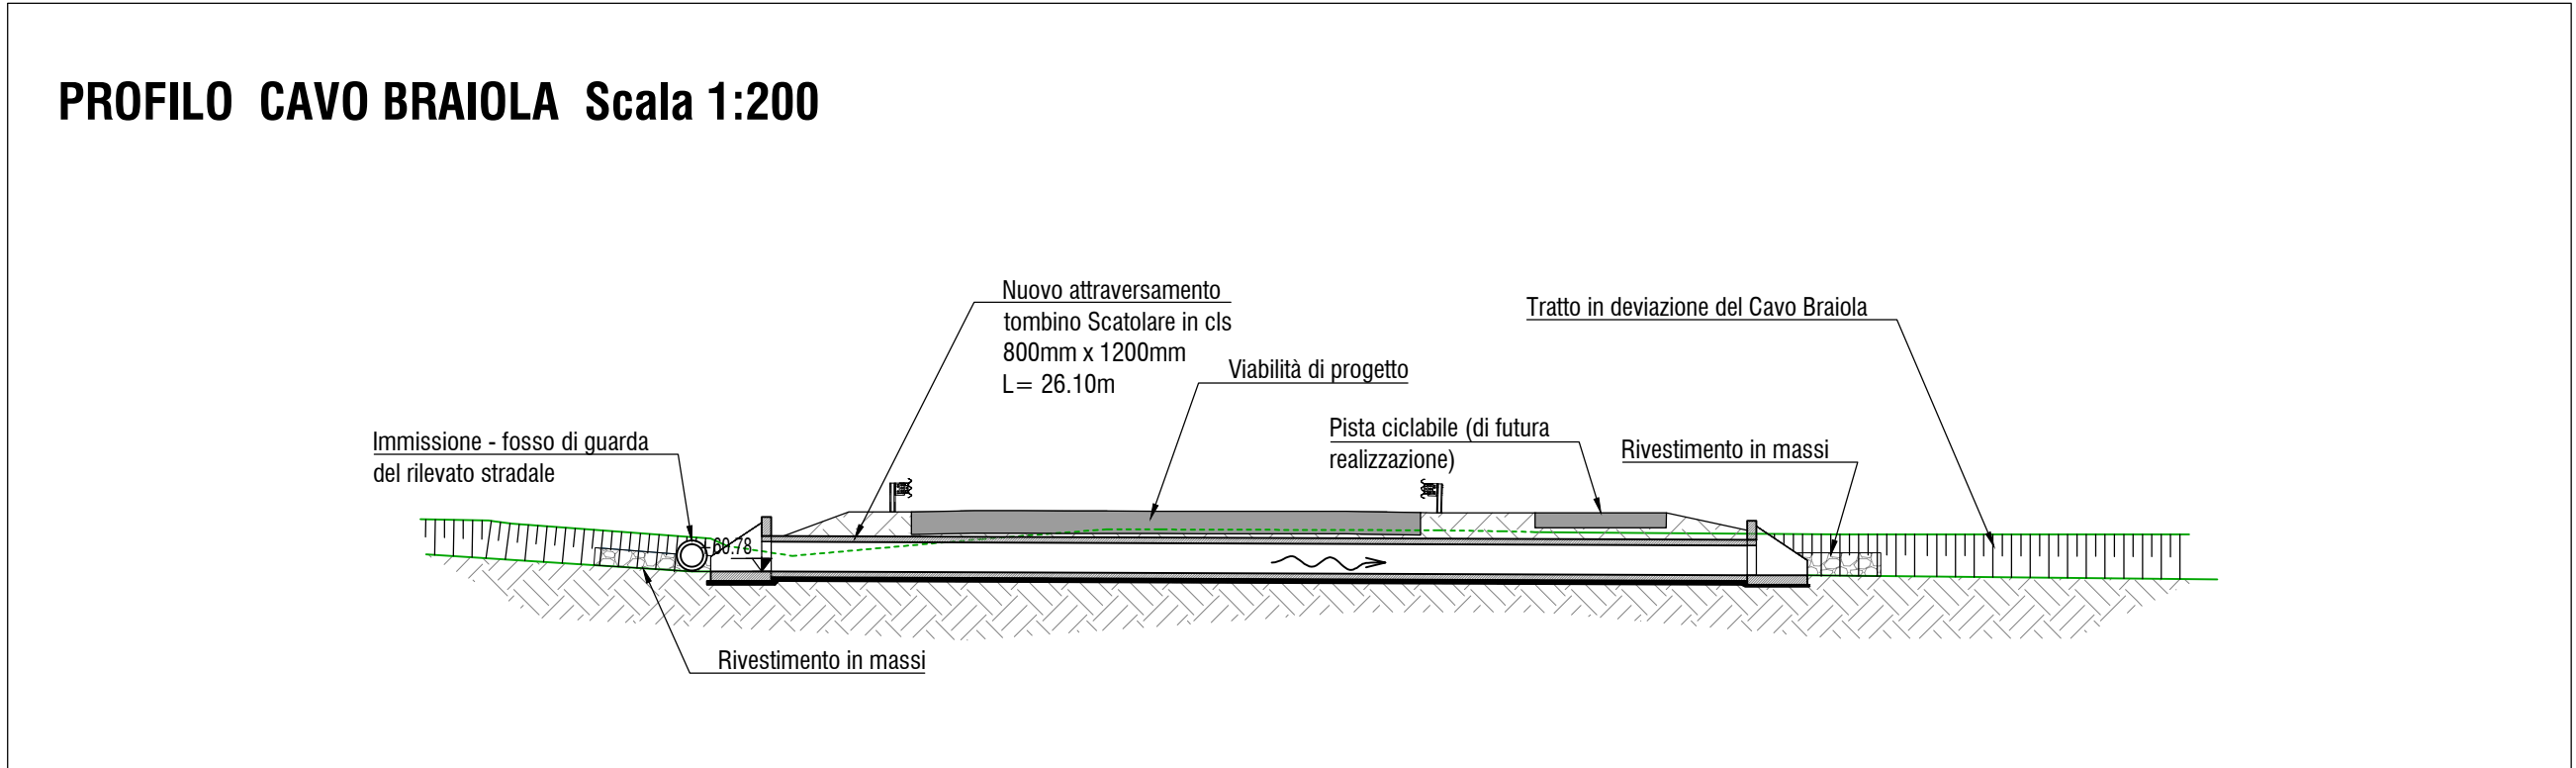 PROFILO CAVO BRAIOLA Scala 1:200
Nuovo attraversamento
tombino Scatolare in cls
800mm x 1200mm
L= 26.10m
Tratto in deviazione del Cavo Braiola
Viabilità di progetto
Pista ciclabile (di futura
realizzazione)
Rivestimento in massi
Immissione - fosso di guarda
del rilevato stradale
60.78
Rivestimento in massi